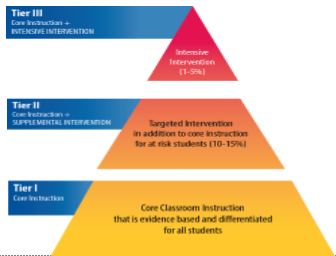 Tier III
Core Instruction +
INTENSIVE INTERVENTION
Intensive
Intervention
(1-5%)
Tier II
Core Instruction +
SUPPLEMENTAL INTERVENTION
Targeted Intervention
in addition to core instruction
for at risk students (10-15%)
Tier I
Core Instruction
Core Classroom Instruction
that is evidence based and differentiated
for all students